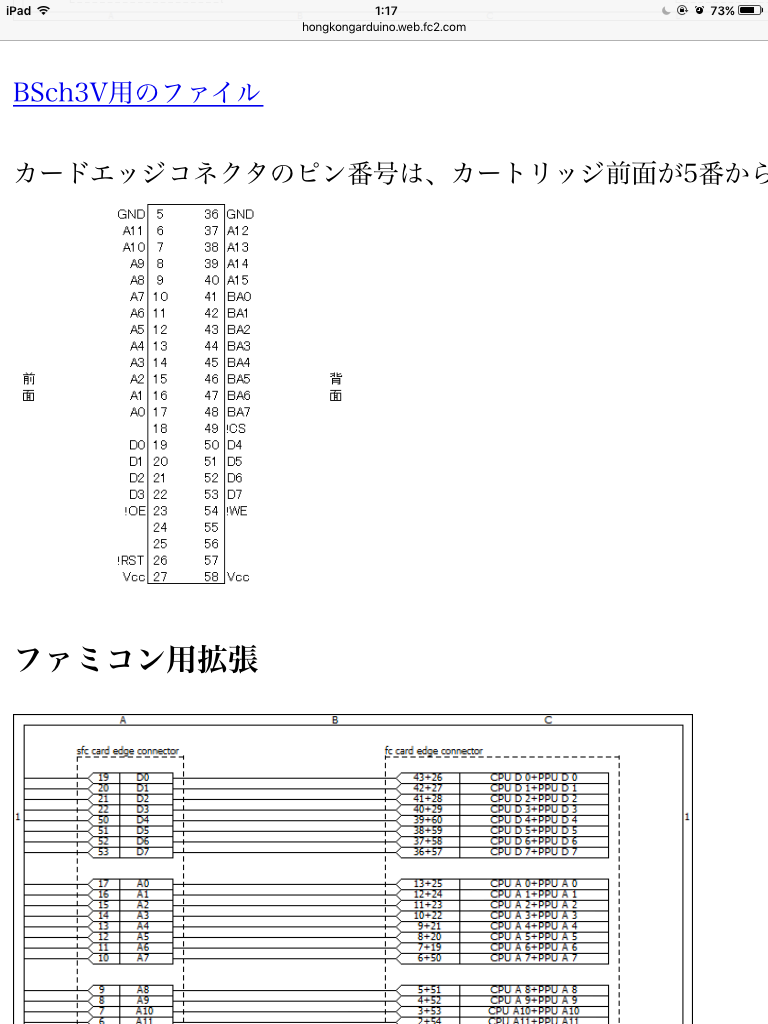 iPad 1:17 73%
hongkongarduino.web.fc2.com
BSch3V用のファイル
カードエッジコネクタのピン番号は、カートリッジ前面が5番から
GND 5 36 GND
A11 6 37 A12
A10 7 38 A13
A9 8 39 A14
A8 9 40 A15
A7 10 41 BA0
A6 11 42 BA1
A5 12 43 BA2
A4 13 44 BA3
A3 14 45 BA4
前面 A2 15 46 BA5 背面
A1 16 47 BA6
A0 17 48 BA7
18 49 !CS
D0 19 50 D4
D1 20 51 D5
D2 21 52 D6
D3 22 53 D7
!OE 23 54 !WE
24 55
25 56
!RST 26 57
Vcc 27 58 Vcc
ファミコン用拡張
A B C
sfc card edge connector fc card edge connector
19 D0 43+26 CPU D 0+PPU D 0
20 D1 42+27 CPU D 1+PPU D 1
21 D2 41+28 CPU D 2+PPU D 2
22 D3 40+29 CPU D 3+PPU D 3
1 50 D4 39+60 CPU D 4+PPU D 4 1
51 D5 38+59 CPU D 5+PPU D 5
52 D6 37+58 CPU D 6+PPU D 6
53 D7 36+57 CPU D 7+PPU D 7
17 A0 13+25 CPU A 0+PPU A 0
16 A1 12+24 CPU A 1+PPU A 1
15 A2 11+23 CPU A 2+PPU A 2
14 A3 10+22 CPU A 3+PPU A 3
13 A4 9+21 CPU A 4+PPU A 4
12 A5 8+20 CPU A 5+PPU A 5
11 A6 7+19 CPU A 6+PPU A 6
10 A7 6+50 CPU A 7+PPU A 7
9 A8 5+51 CPU A 8+PPU A 8
8 A9 4+52 CPU A 9+PPU A 9
7 A10 3+53 CPU A10+PPU A10
6 A11 2+54 CPU A11+PPU A11